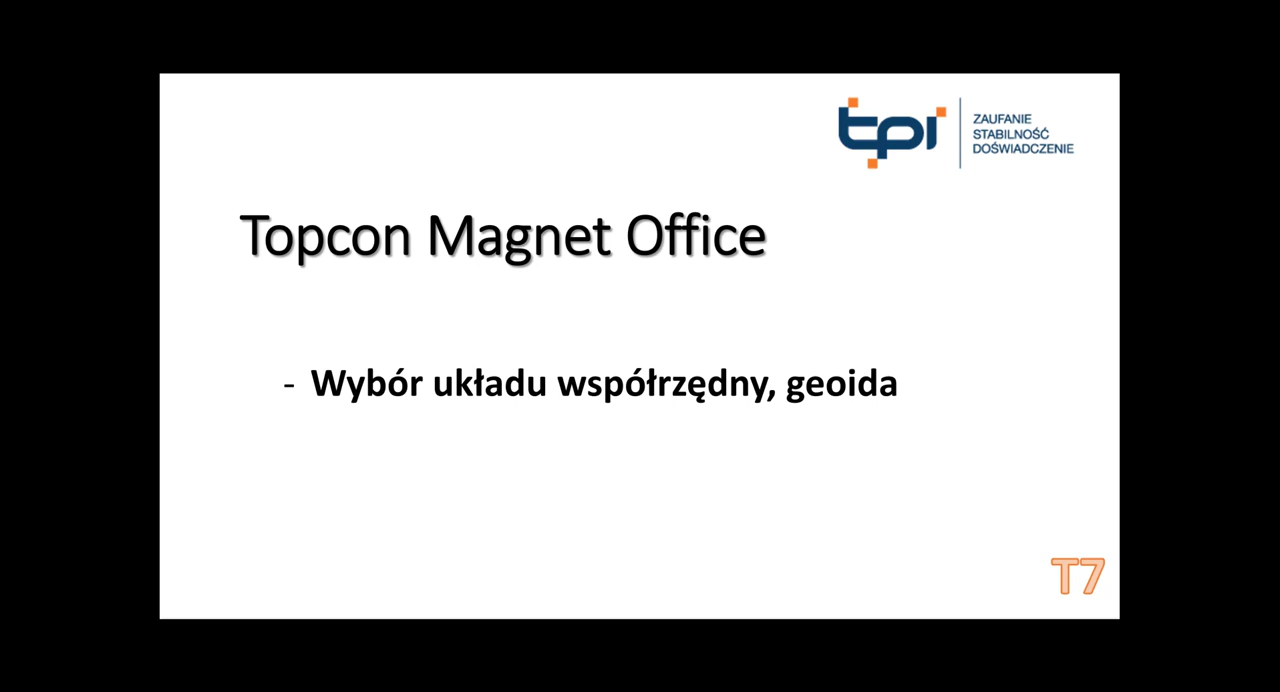 tpi
ZAUFANIE
STABILNOŚĆ
DOŚWIADCZENIE
Topcon Magnet Office
- Wybór układu współrzędny, geoida
T7